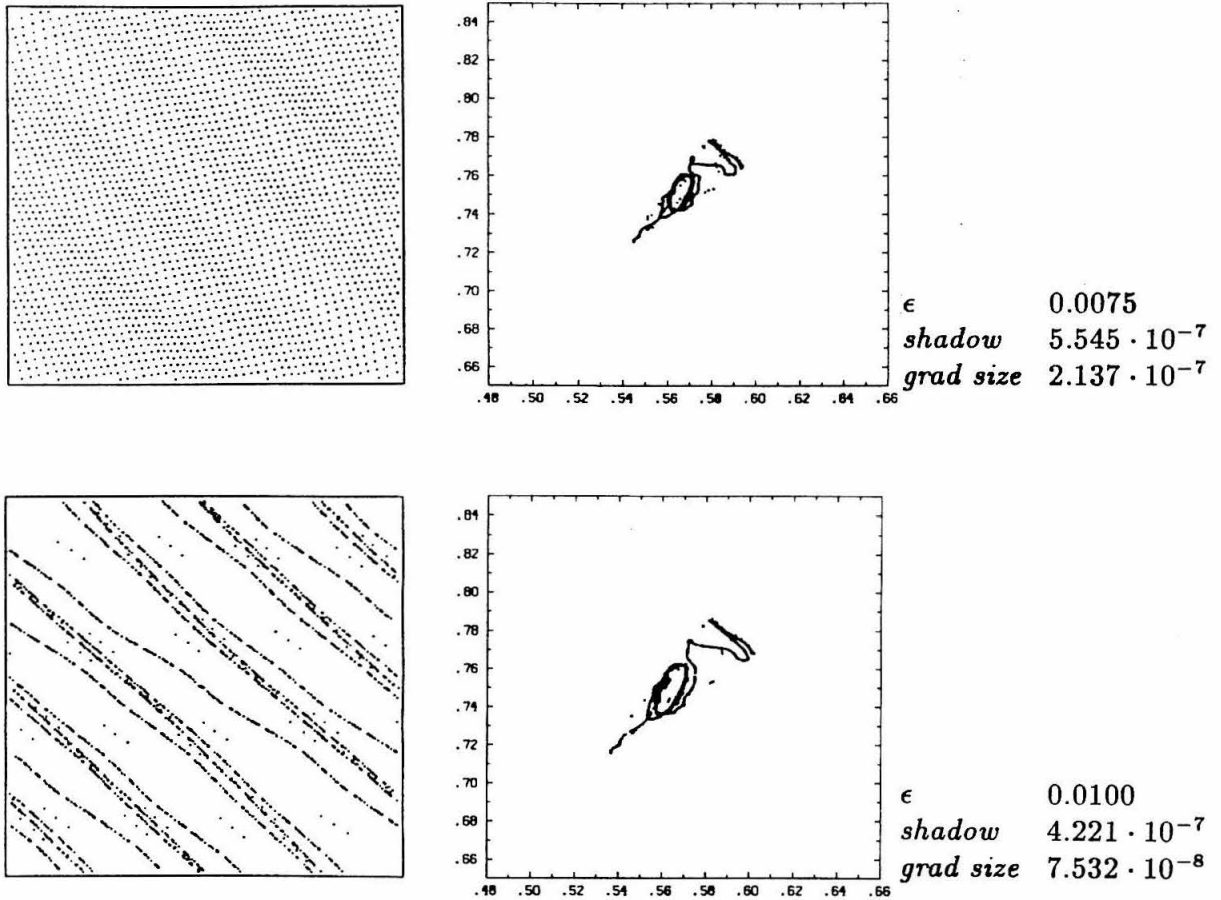 .84
.82
.80
.78
.76
.74
.72
.70
.68
.66
.48 .50 .52 .54 .56 .58 .60 .62 .64 .66
ϵ 0.0075
shadow 5.545 · 10⁻⁷
grad size 2.137 · 10⁻⁷
.84
.82
.80
.78
.76
.74
.72
.70
.68
.66
.48 .50 .52 .54 .56 .58 .60 .62 .64 .66
ϵ 0.0100
shadow 4.221 · 10⁻⁷
grad size 7.532 · 10⁻⁸